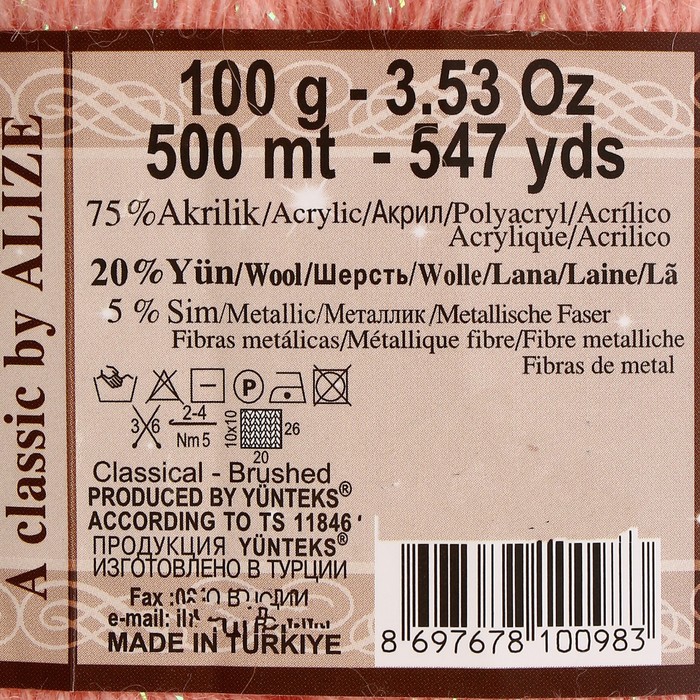 A classic by ALIZE
100 g - 3.53 Oz
500 mt - 547 yds
75 % Akrilik/Acrylic/Акрил/Polyacryl/Acrílico
Acrylique/Acrilico
20 % Yün/Wool/Шерсть/Wolle/Lana/Laine/Lã
5 % Sim/Metallic/Металлик/Metallische Faser
Fibras metálicas/Métallique fibre/Fibre metalliche
Fibras de metal
P
3 6 2-4 Nm 5 10x10 26
20
Classical - Brushed
PRODUCED BY YÜNTEKS®
ACCORDING TO TS 11846
ПРОДУКЦИЯ YÜNTEKS®
ИЗГОТОВЛЕНО В ТУРЦИИ
Fax :
e-mail:
MADE IN TÜRKIYE
8 697678 100983